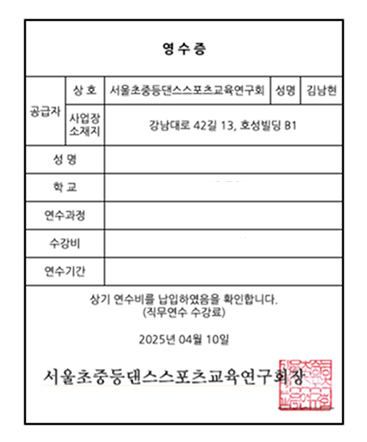 영 수 증
공급자
상 호
서울초중등댄스스포츠교육연구회
성명
김남현
사업장
소재지
강남대로 42길 13, 호성빌딩 B1
성 명
학 교
연수과정
수강비
연수기간
상기 연수비를 납입하였음을 확인합니다.
(직무연수 수강료)
2025년 04월 10일
서울초중등댄스스포츠교육연구회장